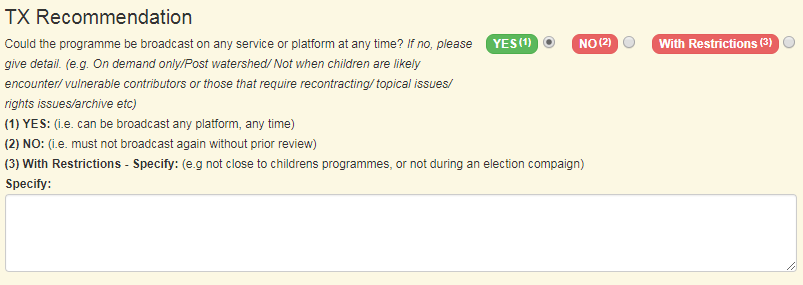 TX Recommendation
Could the programme be broadcast on any service or platform at any time? If no, please YES(1) NO(2) With Restrictions(3)
give detail. (e.g. On demand only/Post watershed/ Not when children are likely
encounter/ vulnerable contributors or those that require recontracting/ topical issues/
rights issues/archive etc)
(1) YES: (i.e. can be broadcast any platform, any time)
(2) NO: (i.e. must not broadcast again without prior review)
(3) With Restrictions - Specify: (e.g not close to childrens programmes, or not during an election campaign)
Specify: